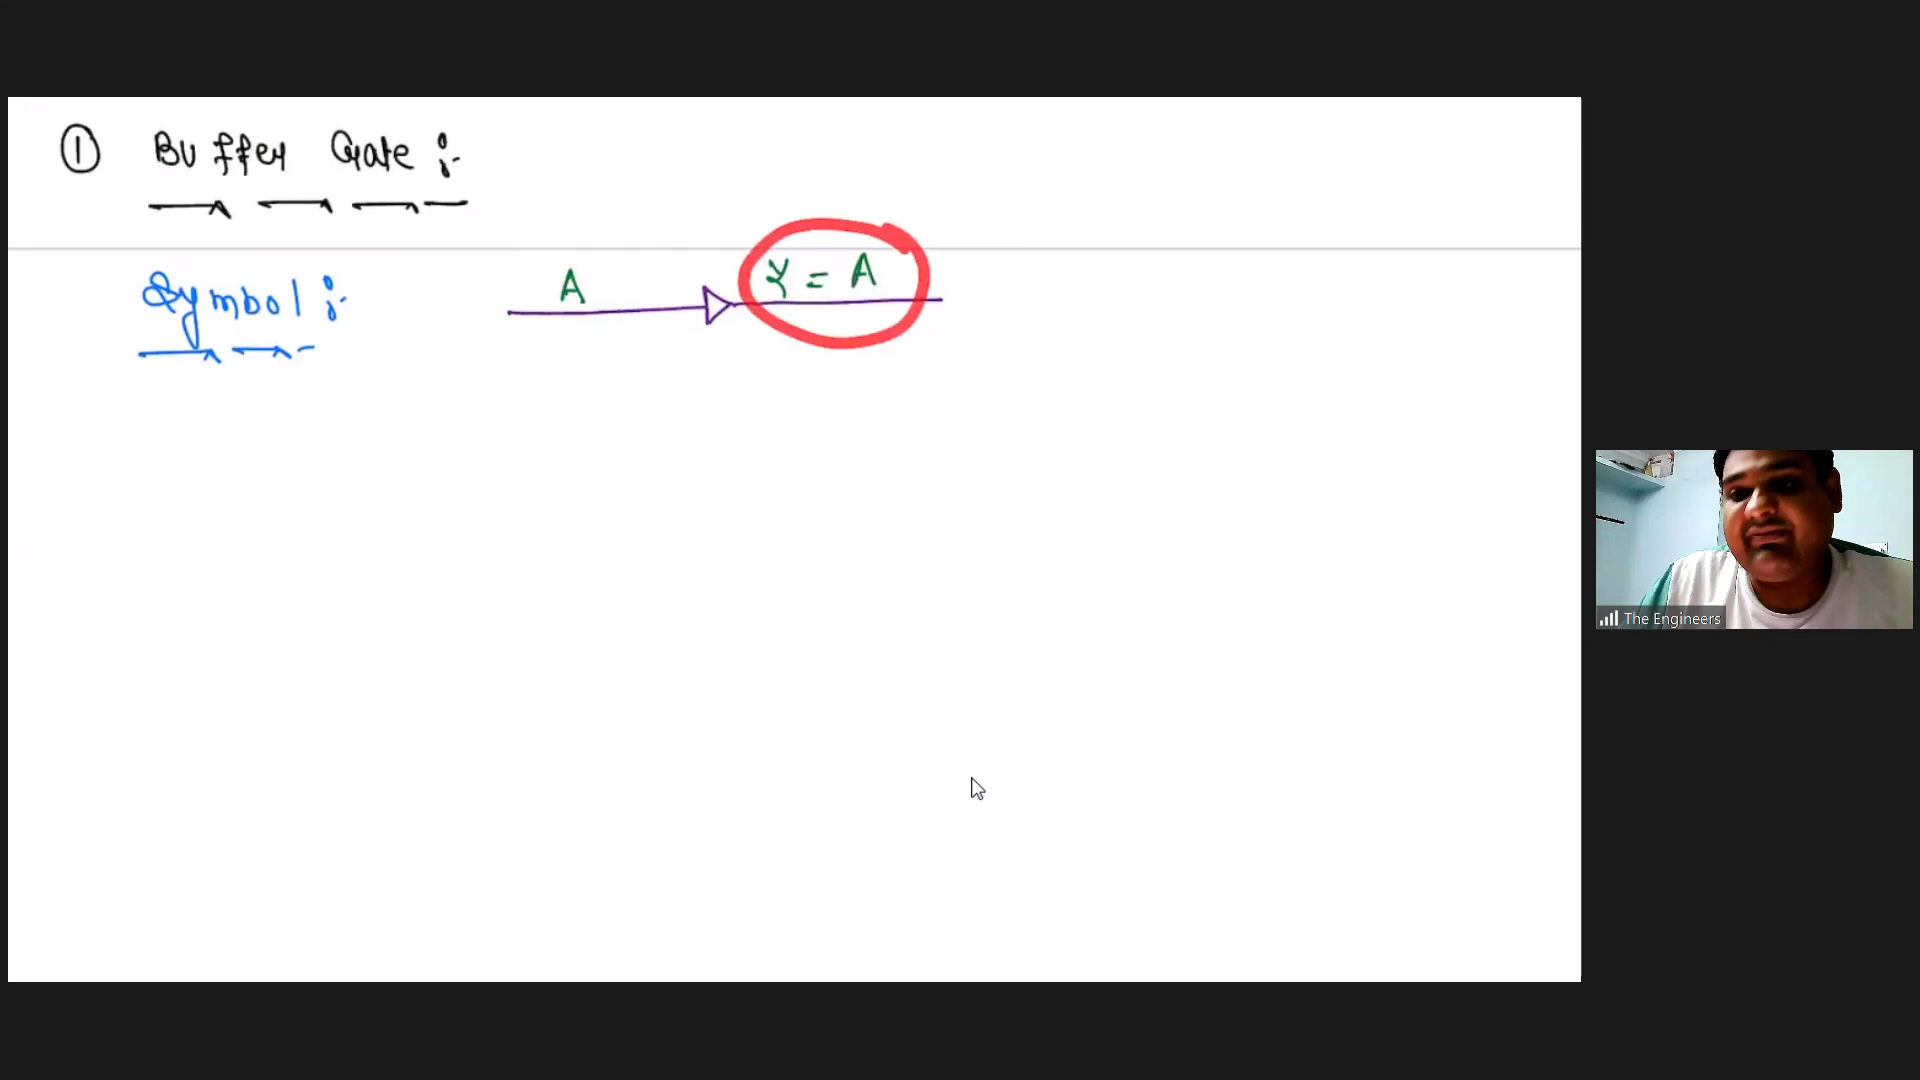 ① Buffer Gate :-
Symbol :- A Y = A
The Engineers